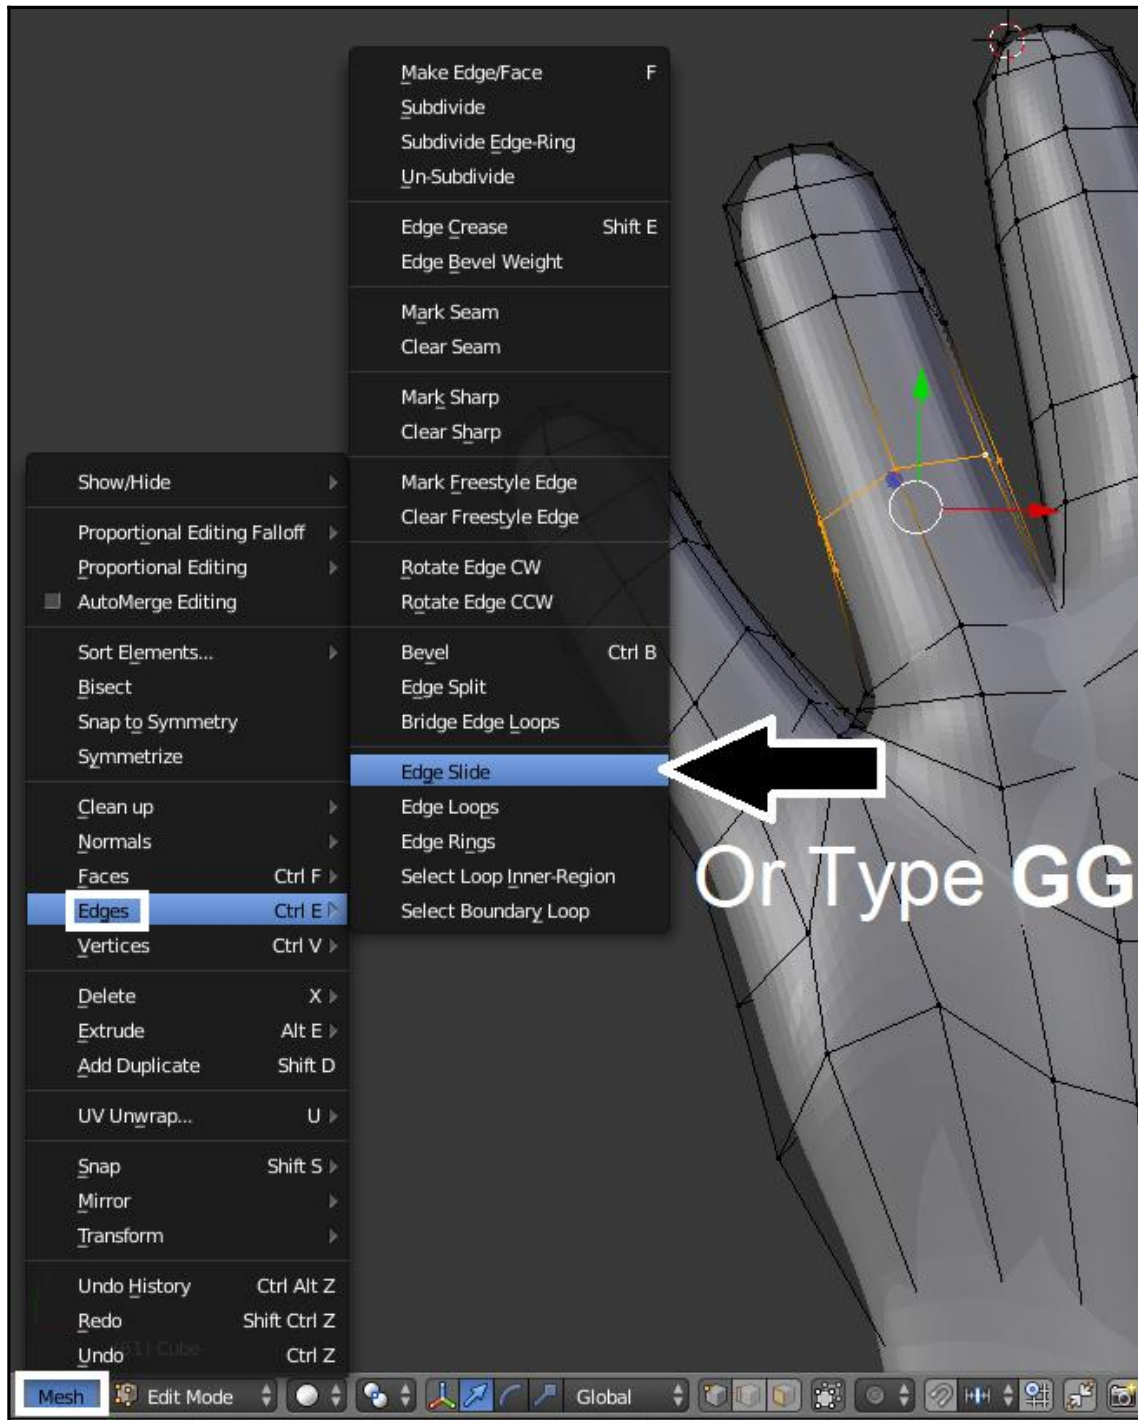 Make Edge/Face F
Subdivide
Subdivide Edge-Ring
Un-Subdivide
Edge Crease Shift E
Edge Bevel Weight
Mark Seam
Clear Seam
Mark Sharp
Clear Sharp
Mark Freestyle Edge
Clear Freestyle Edge
Rotate Edge CW
Rotate Edge CCW
Bevel Ctrl B
Edge Split
Bridge Edge Loops
Edge Slide
Edge Loops
Edge Rings
Select Loop Inner-Region
Select Boundary Loop
Or Type GG
Show/Hide
Proportional Editing Falloff
Proportional Editing
AutoMerge Editing
Sort Elements...
Bisect
Snap to Symmetry
Symmetrize
Clean up
Normals
Faces Ctrl F
Edges Ctrl E
Vertices Ctrl V
Delete X
Extrude Alt E
Add Duplicate Shift D
UV Unwrap... U
Snap Shift S
Mirror
Transform
Undo History Ctrl Alt Z
Redo Shift Ctrl Z
Undo Ctrl Z
Mesh Edit Mode Global